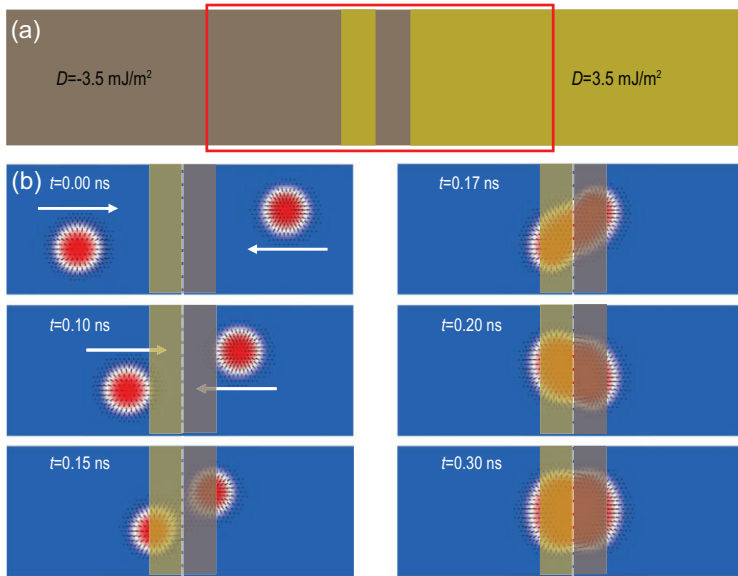 (a)
D=-3.5 mJ/m²
D=3.5 mJ/m²
(b)
t=0.00 ns
t=0.10 ns
t=0.15 ns
t=0.17 ns
t=0.20 ns
t=0.30 ns